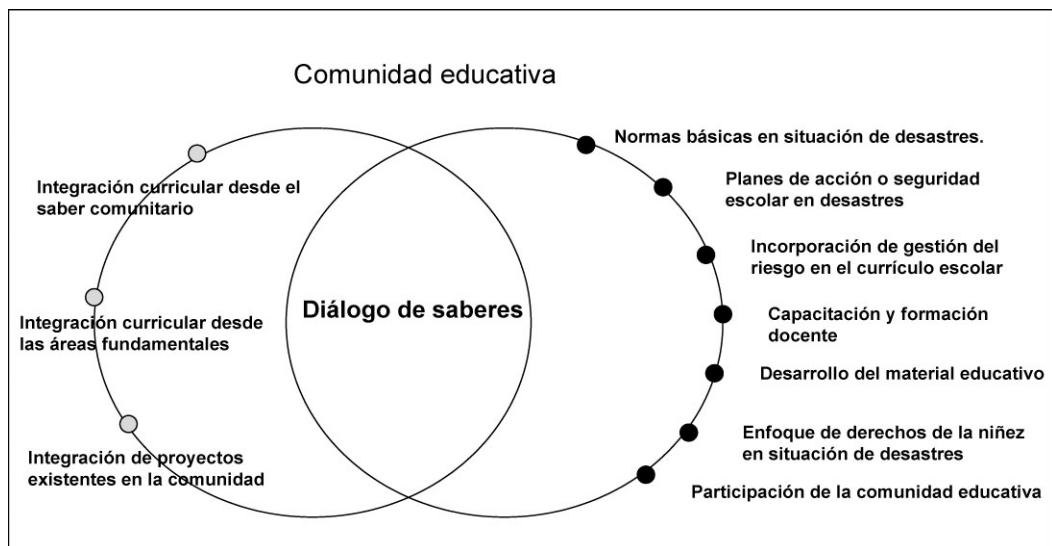 Comunidad educativa
Integración curricular desde el
saber comunitario
Integración curricular desde
las áreas fundamentales
Integración de proyectos
existentes en la comunidad
Diálogo de saberes
Normas básicas en situación de desastres.
Planes de acción o seguridad
escolar en desastres
Incorporación de gestión del
riesgo en el currículo escolar
Capacitación y formación
docente
Desarrollo del material educativo
Enfoque de derechos de la niñez
en situación de desastres
Participación de la comunidad educativa